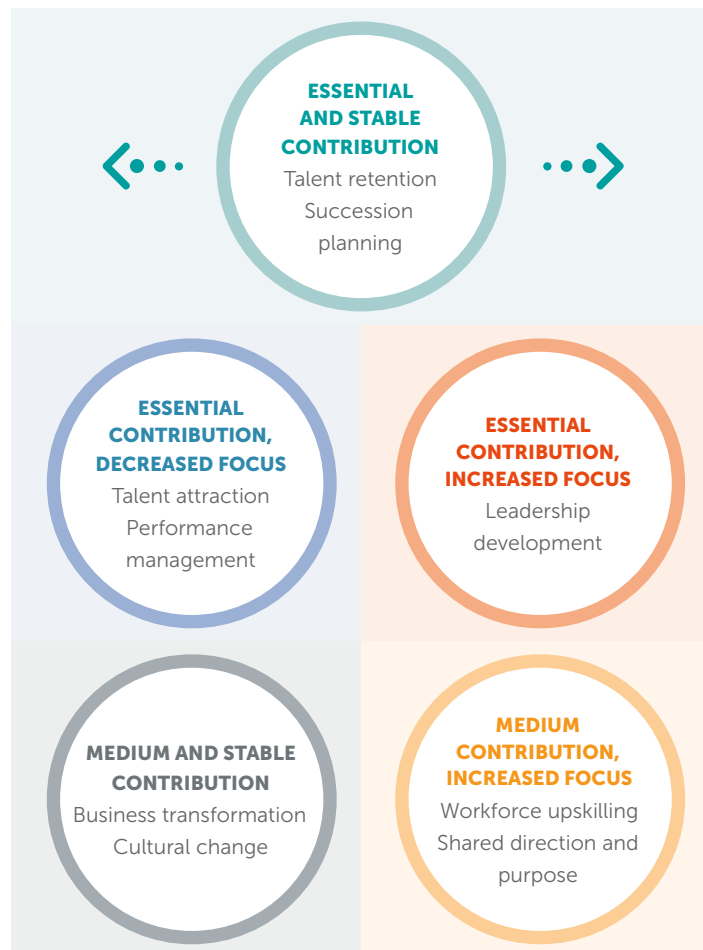 ESSENTIAL
AND STABLE
CONTRIBUTION
Talent retention
Succession
planning
ESSENTIAL
CONTRIBUTION,
DECREASED FOCUS
Talent attraction
Performance
management
ESSENTIAL
CONTRIBUTION,
INCREASED FOCUS
Leadership
development
MEDIUM AND STABLE
CONTRIBUTION
Business transformation
Cultural change
MEDIUM
CONTRIBUTION,
INCREASED FOCUS
Workforce upskilling
Shared direction and
purpose